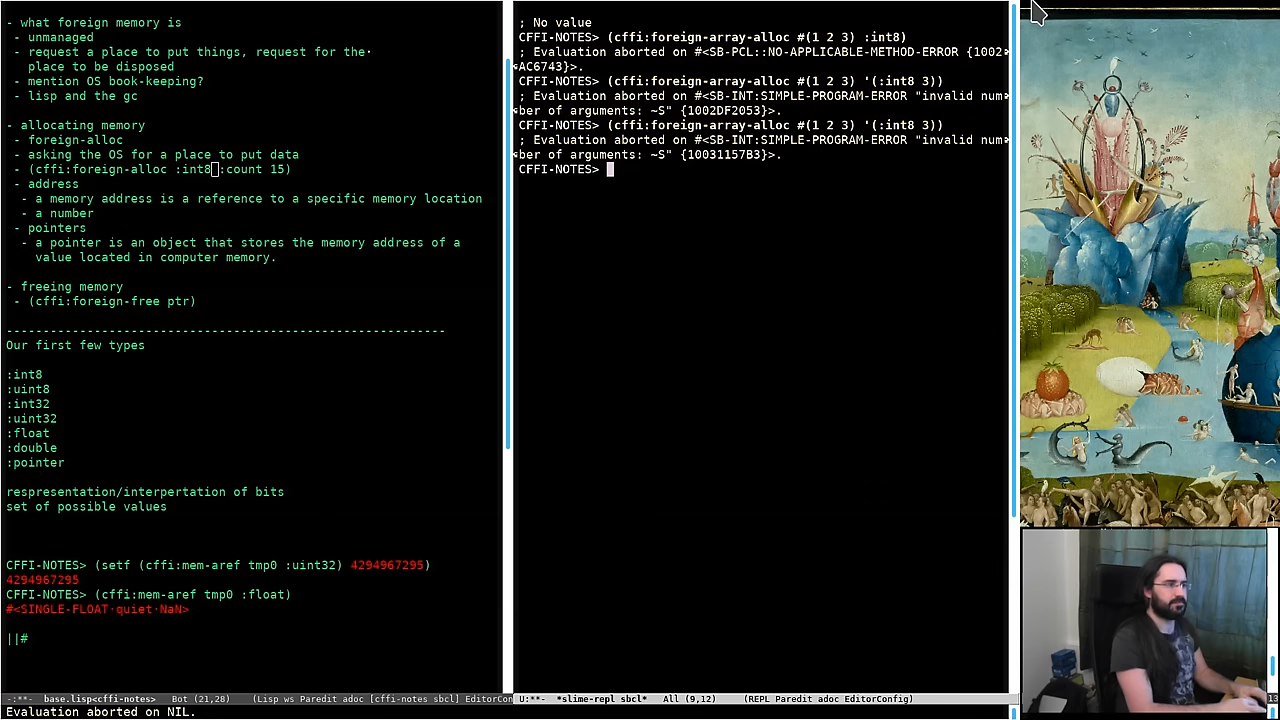 - what foreign memory is
- unmanaged
- request a place to put things, request for the·
place to be disposed
- mention OS book-keeping?
- lisp and the gc
- allocating memory
- foreign-alloc
- asking the OS for a place to put data
- (cffi:foreign-alloc :int8 :count 15)
- address
- a memory address is a reference to a specific memory location
- a number
- pointers
- a pointer is an object that stores the memory address of a
value located in computer memory.
- freeing memory
- (cffi:foreign-free ptr)
-----------------------------------------------------------
Our first few types
:int8
:uint8
:int32
:uint32
:float
:double
:pointer
respresentation/interpertation of bits
set of possible values
CFFI-NOTES> (setf (cffi:mem-aref tmp0 :uint32) 4294967295)
4294967295
CFFI-NOTES> (cffi:mem-aref tmp0 :float)
#<SINGLE-FLOAT·quiet·NaN>
||#
-:**- base.lisp<cffi-notes> Bot (21,28) (Lisp ws Paredit adoc [cffi-notes sbcl] EditorCon
Evaluation aborted on NIL.
; No value
CFFI-NOTES> (cffi:foreign-array-alloc #(1 2 3) :int8)
; Evaluation aborted on #<SB-PCL::NO-APPLICABLE-METHOD-ERROR {1002
AC6743}>.
CFFI-NOTES> (cffi:foreign-array-alloc #(1 2 3) '(:int8 3))
; Evaluation aborted on #<SB-INT:SIMPLE-PROGRAM-ERROR "invalid num
ber of arguments: ~S" {1002DF2053}>.
CFFI-NOTES> (cffi:foreign-array-alloc #(1 2 3) '(:int8 3))
; Evaluation aborted on #<SB-INT:SIMPLE-PROGRAM-ERROR "invalid num
ber of arguments: ~S" {10031157B3}>.
CFFI-NOTES>
U:**- *slime-repl sbcl* All (9,12) (REPL Paredit adoc EditorConfig)